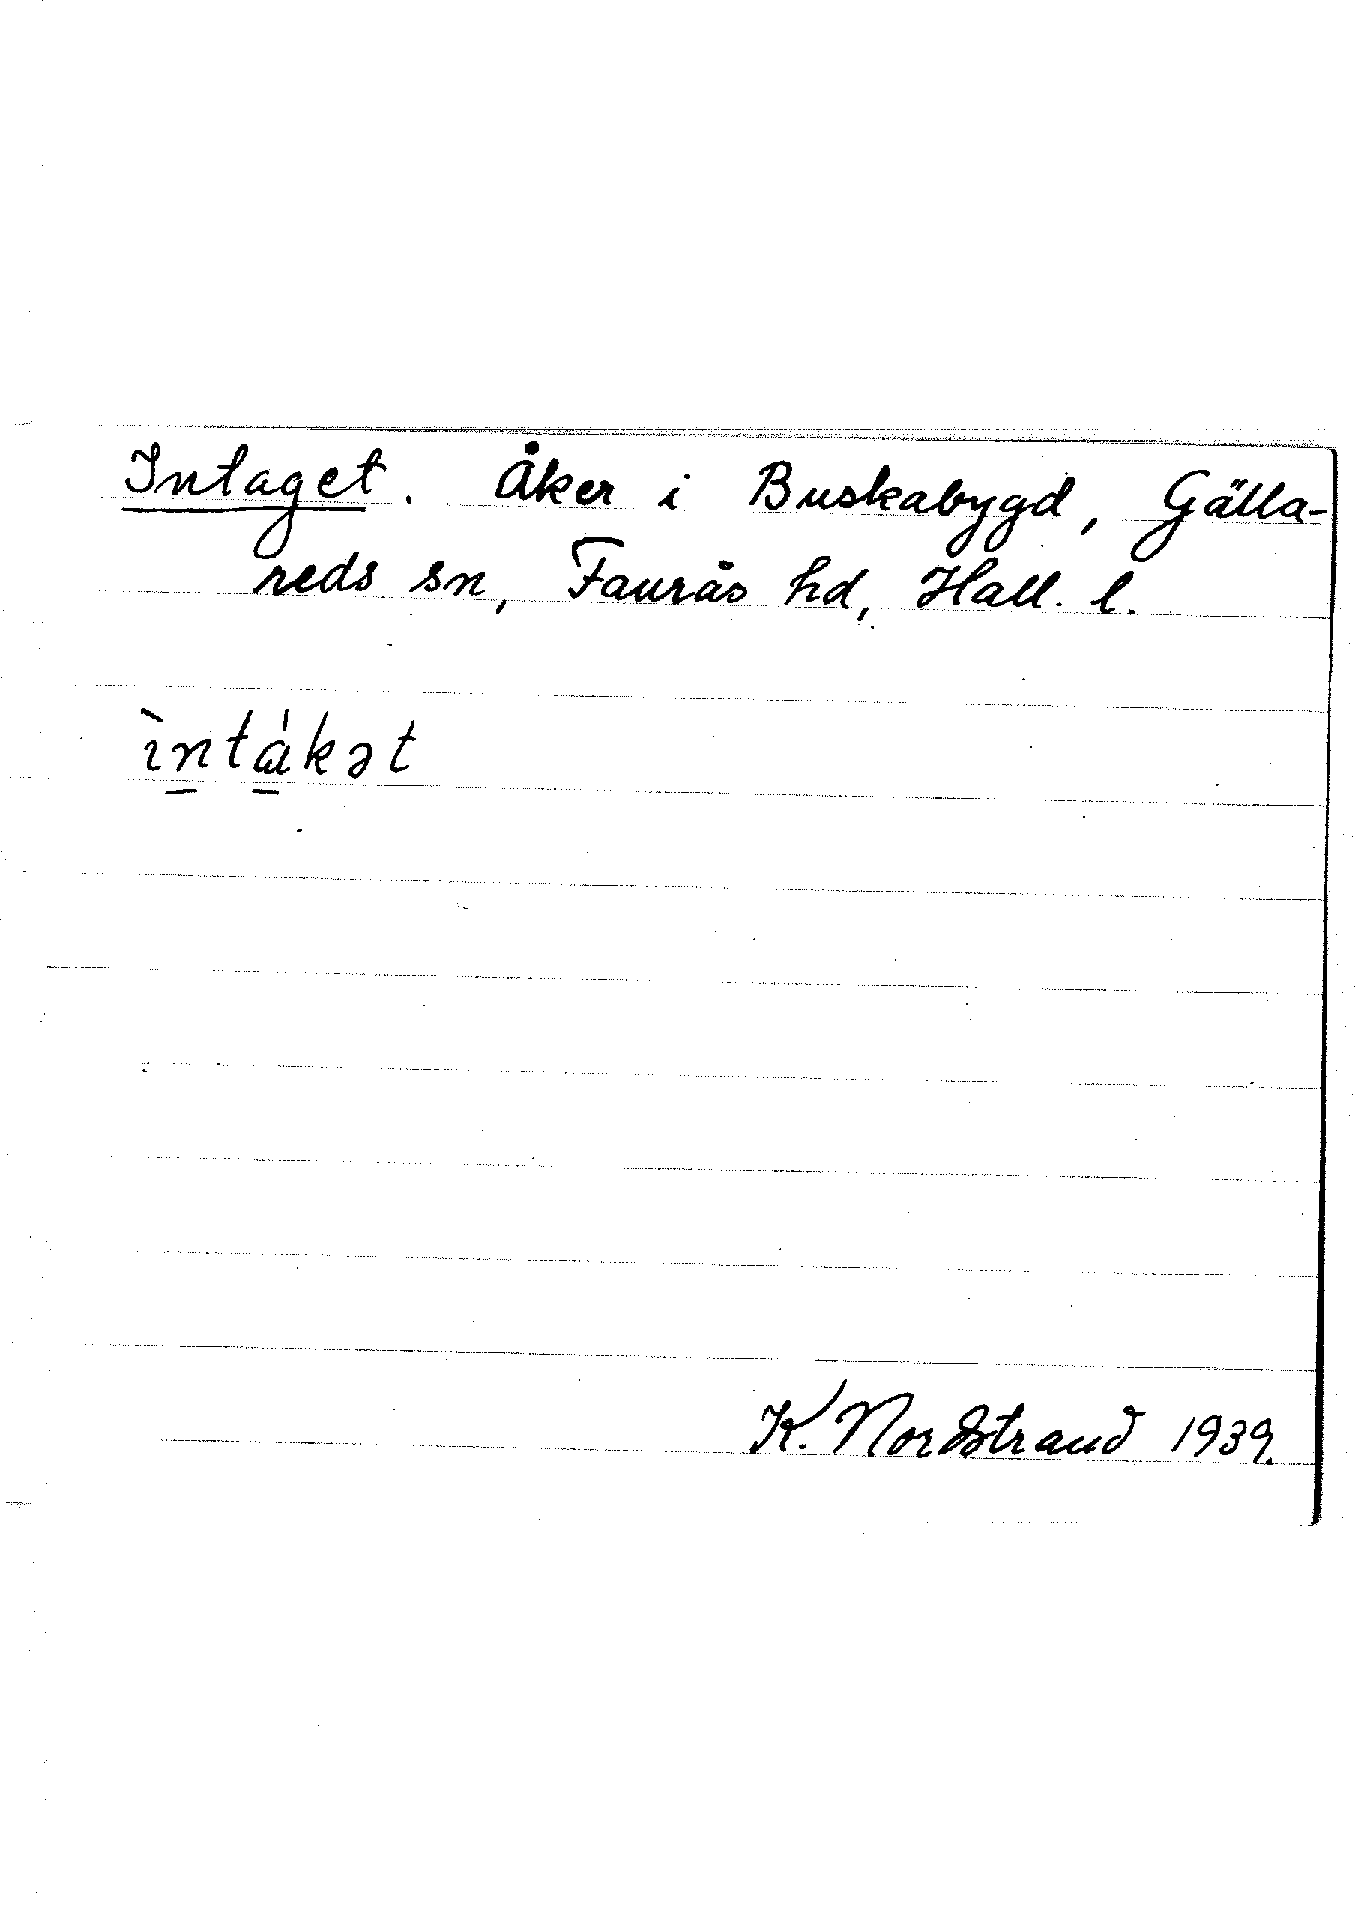 Intaget. Åker i Buskabygd, Gälla-
reds sn, Faurås hd, Hall. l.
ìntákət
K. Nordstrand 1939.